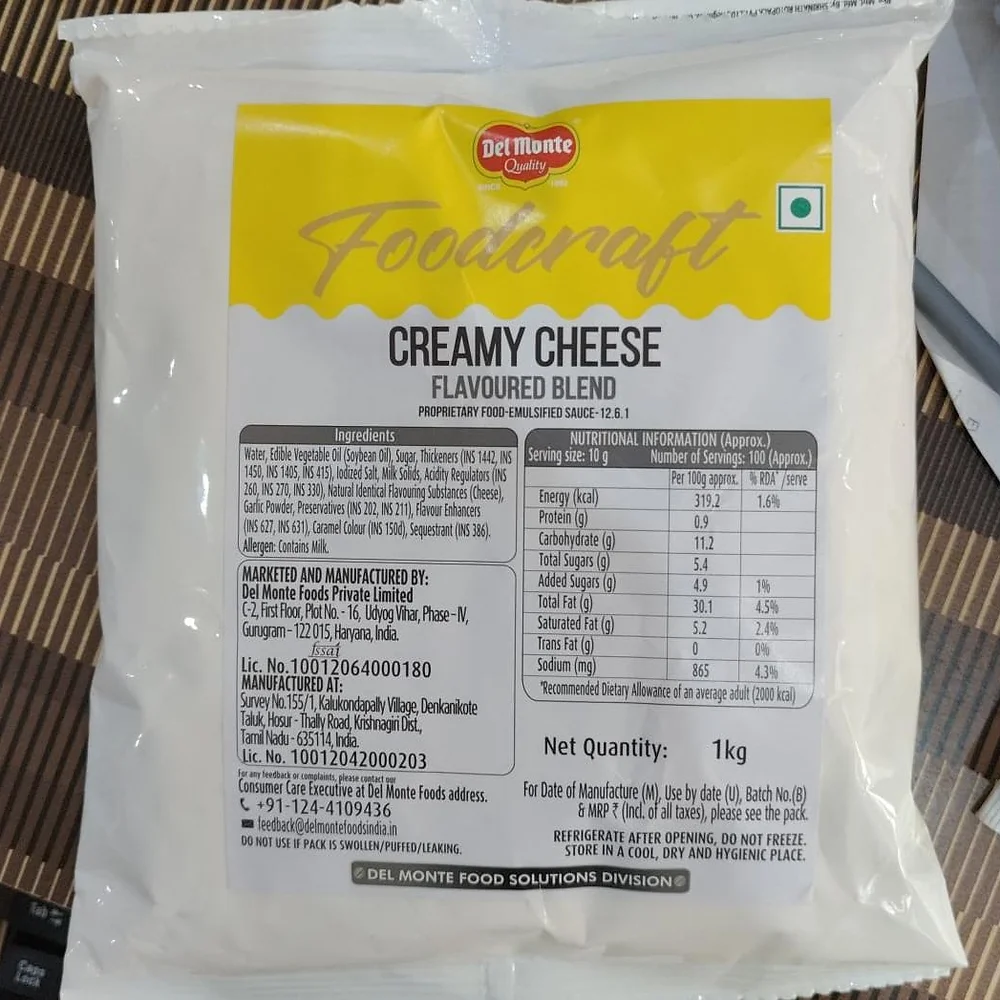 Del Monte
Quality
SINCE 1892
Foodcraft
CREAMY CHEESE
FLAVOURED BLEND
PROPRIETARY FOOD-EMULSIFIED SAUCE-12.6.1
Ingredients
Water, Edible Vegetable Oil (Soybean Oil), Sugar, Thickeners (INS 1442, INS
1450, INS 1405, INS 415), Iodized Salt, Milk Solids, Acidity Regulators (INS
260, INS 270, INS 330), Natural Identical Flavouring Substances (Cheese),
Garlic Powder, Preservatives (INS 202, INS 211), Flavour Enhancers
(INS 627, INS 631), Caramel Colour (INS 150d), Sequestrant (INS 386).
Allergen: Contains Milk.
MARKETED AND MANUFACTURED BY:
Del Monte Foods Private Limited
C-2, First Floor, Plot No. - 16, Udyog Vihar, Phase-IV,
Gurugram - 122 015, Haryana, India.
fssai
Lic. No. 10012064000180
MANUFACTURED AT:
Survey No.155/1, Kalukondapally Village, Denkanikote
Taluk, Hosur - Thally Road, Krishnagiri Dist.,
Tamil Nadu - 635114, India.
Lic. No. 10012042000203
For any feedback or complaints, please contact our
Consumer Care Executive at Del Monte Foods address.
+91-124-4109436
feedback@delmontefoodsindia.in
DO NOT USE IF PACK IS SWOLLEN/PUFFED/LEAKING.
NUTRITIONAL INFORMATION (Approx.)
Serving size: 10 g Number of Servings: 100 (Approx.)
Per 100g approx. % RDA* /serve
Energy (kcal) 319.2 1.6%
Protein (g) 0.9
Carbohydrate (g) 11.2
Total Sugars (g) 5.4
Added Sugars (g) 4.9 1%
Total Fat (g) 30.1 4.5%
Saturated Fat (g) 5.2 2.4%
Trans Fat (g) 0 0%
Sodium (mg) 865 4.3%
*Recommended Dietary Allowance of an average adult (2000 kcal)
Net Quantity: 1kg
For Date of Manufacture (M), Use by date (U), Batch No.(B)
& MRP ₹ (Incl. of all taxes), please see the pack.
REFRIGERATE AFTER OPENING, DO NOT FREEZE.
STORE IN A COOL, DRY AND HYGIENIC PLACE.
DEL MONTE FOOD SOLUTIONS DIVISION
Tab
Caps
Lock